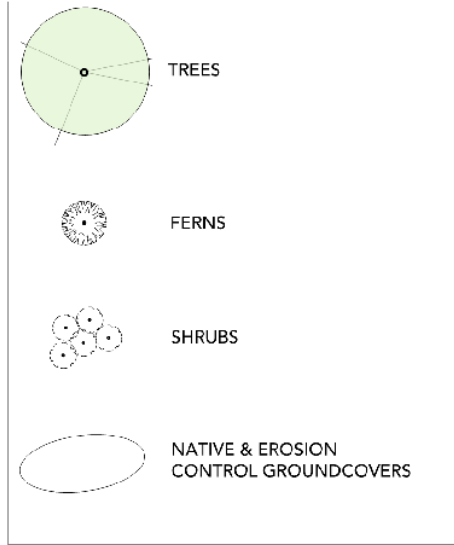 TREES
FERNS
SHRUBS
NATIVE & EROSION
CONTROL GROUNDCOVERS